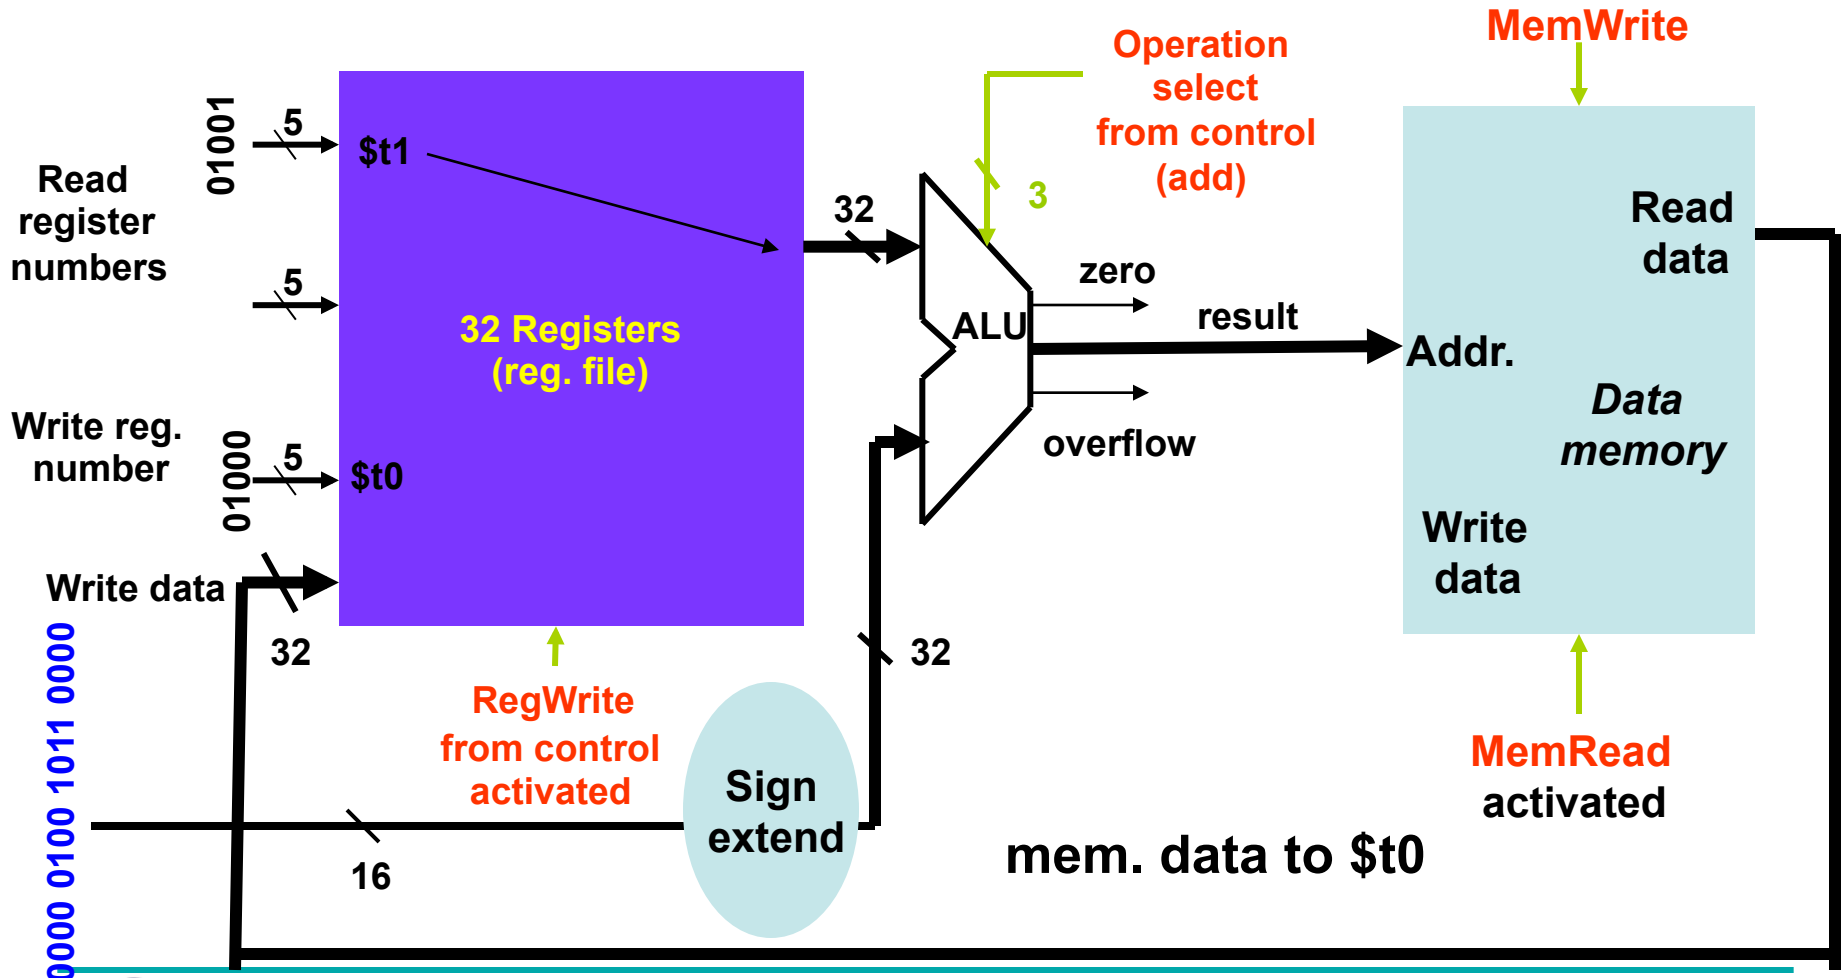 MemWrite
Operation
select
from control
(add)
3
01001
5
$t1
Read
register
numbers
5
32
32 Registers
(reg. file)
ALU
zero
result
overflow
Read
data
Addr.
Data
memory
Write
data
Write reg.
number
01000
5
$t0
Write data
32
32
RegWrite
from control
activated
MemRead
activated
0000 0100 1011 0000
16
Sign
extend
mem. data to $t0